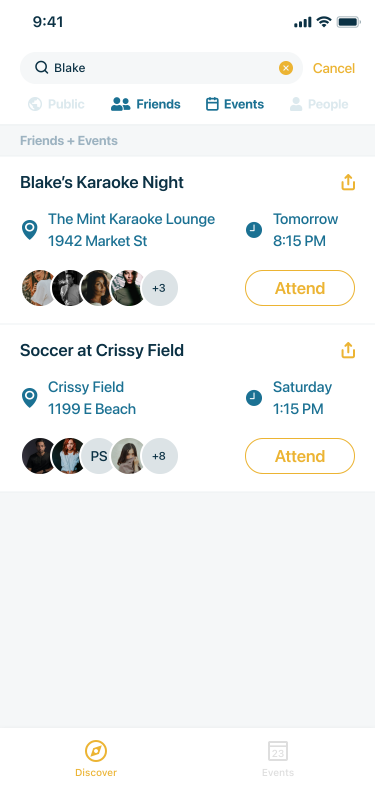 9:41
Blake
Cancel
Public
Friends
Events
People
Friends + Events
Blake’s Karaoke Night
The Mint Karaoke Lounge
1942 Market St
Tomorrow
8:15 PM
+3
Attend
Soccer at Crissy Field
Crissy Field
1199 E Beach
Saturday
1:15 PM
PS
+8
Attend
Discover
23
Events